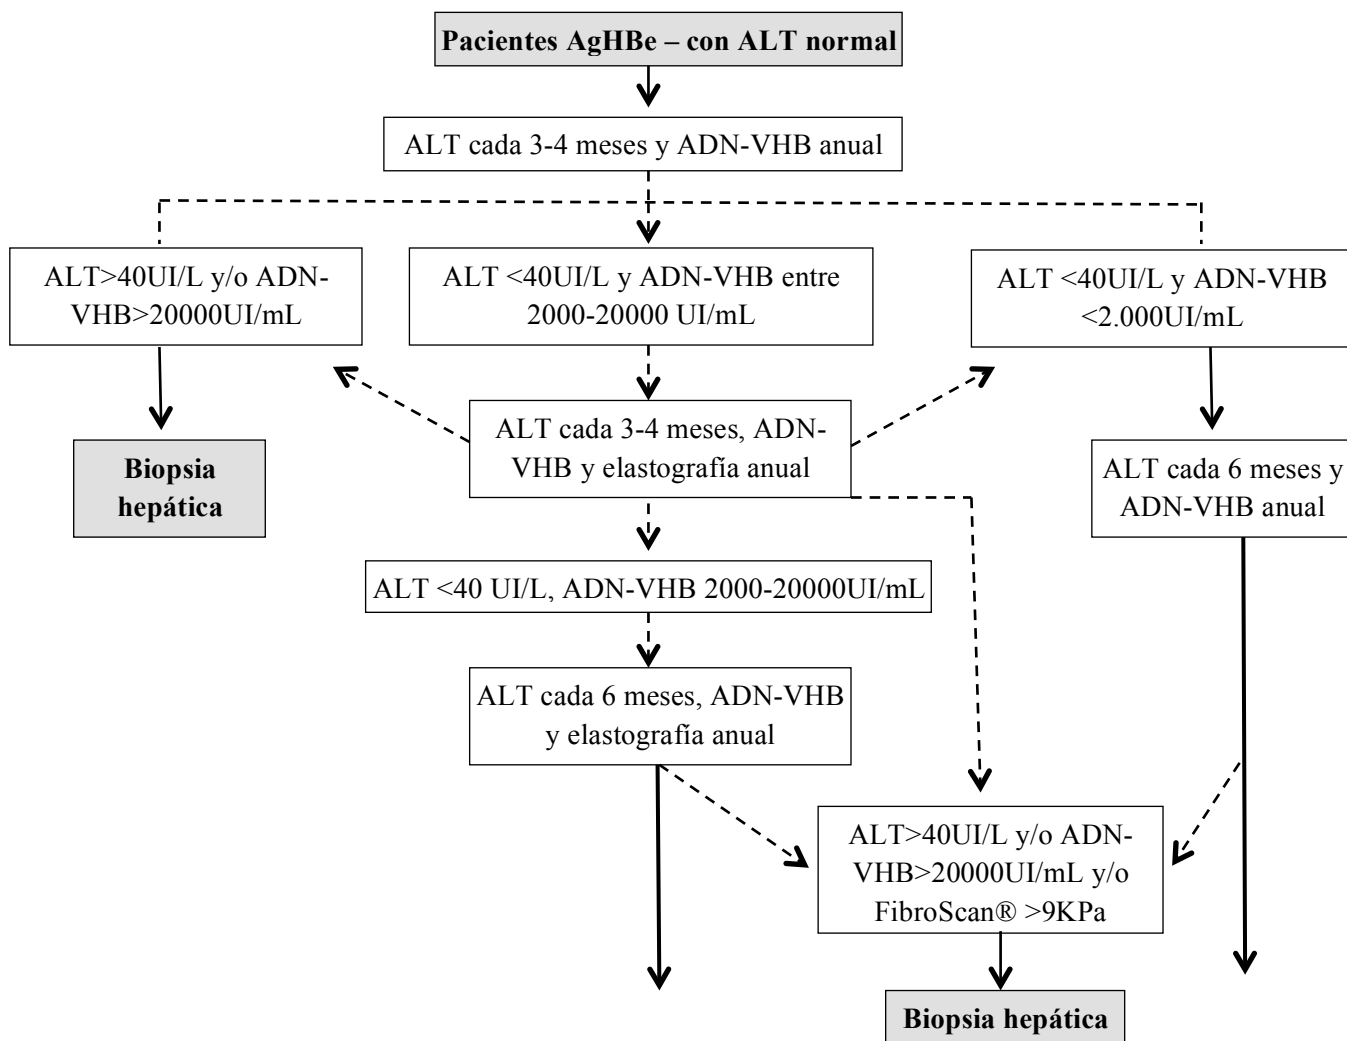 Pacientes AgHBe – con ALT normal
ALT cada 3-4 meses y ADN-VHB anual
ALT>40UI/L y/o ADN-
VHB>20000UI/mL
ALT <40UI/L y ADN-VHB entre
2000-20000 UI/mL
ALT <40UI/L y ADN-VHB
<2.000UI/mL
ALT cada 3-4 meses, ADN-
VHB y elastografía anual
Biopsia
hepática
ALT cada 6 meses y
ADN-VHB anual
ALT <40 UI/L, ADN-VHB 2000-20000UI/mL
ALT cada 6 meses, ADN-VHB
y elastografía anual
ALT>40UI/L y/o ADN-
VHB>20000UI/mL y/o
FibroScan® >9KPa
Biopsia hepática